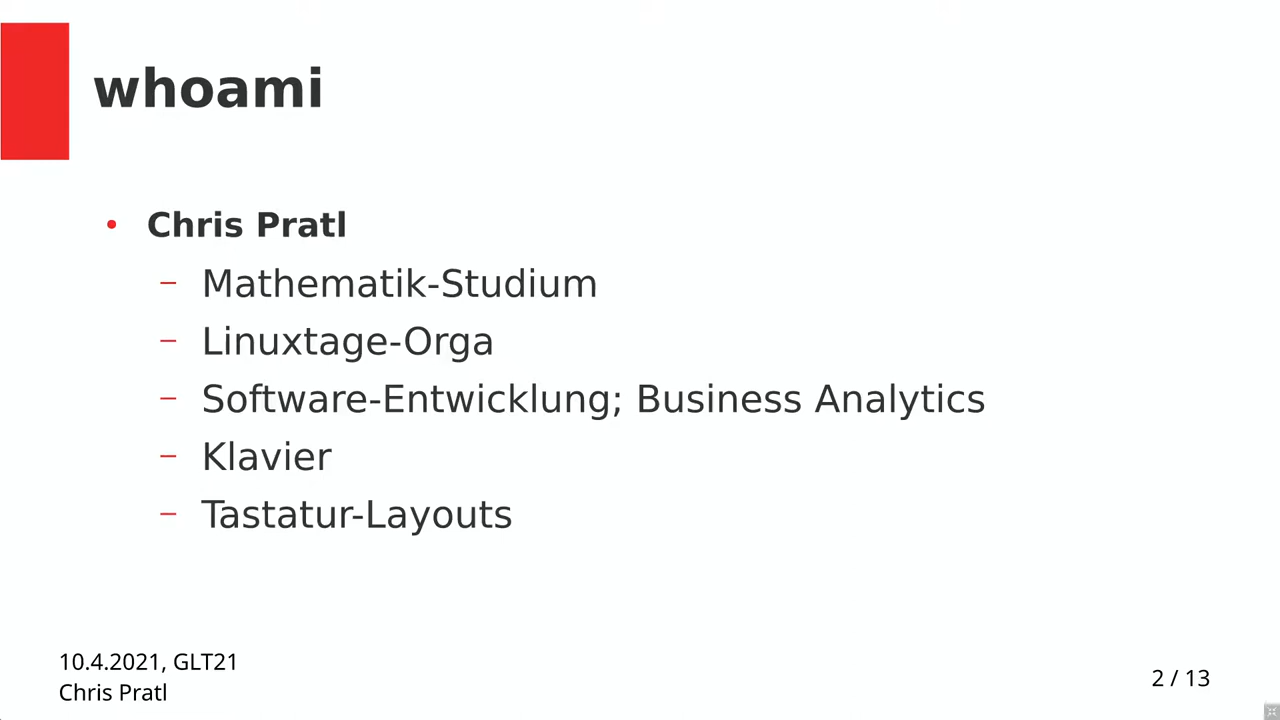 whoami
• Chris Pratl
– Mathematik-Studium
– Linuxtage-Orga
– Software-Entwicklung; Business Analytics
– Klavier
– Tastatur-Layouts
10.4.2021, GLT21
Chris Pratl
2 / 13